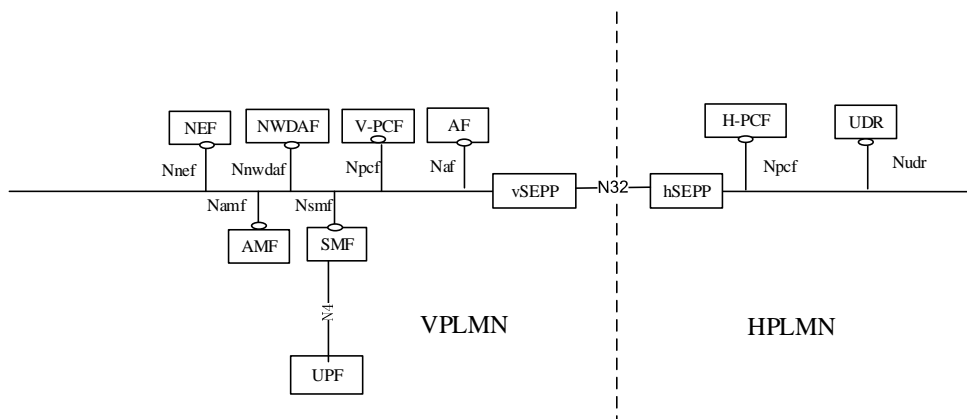 NEF
NWDAF
V-PCF
AF
H-PCF
UDR
Nnef
Nnwdaf
Npcf
Naf
Npcf
Nudr
vSEPP
N32
hSEPP
Namf
Nsmf
AMF
SMF
N4
VPLMN
HPLMN
UPF